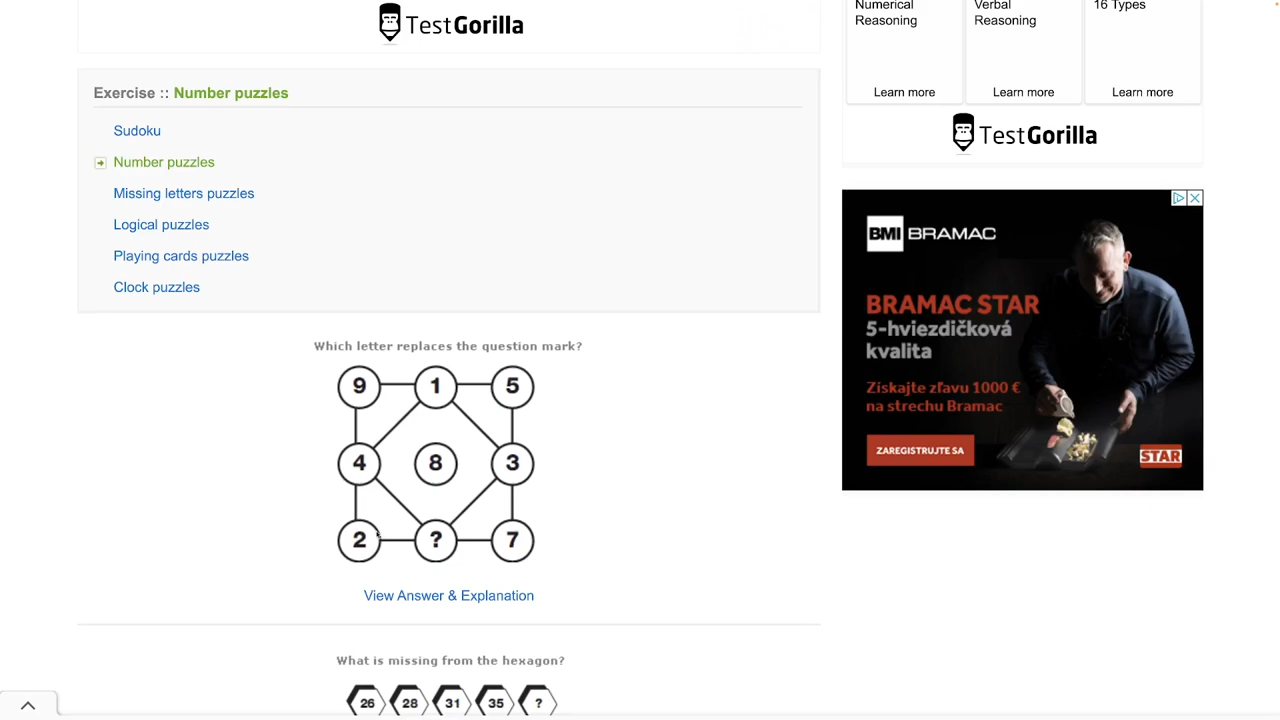 TestGorilla
Numerical Reasoning
Verbal Reasoning
16 Types
Learn more
Learn more
Learn more
TestGorilla
Exercise :: Number puzzles
Sudoku
Number puzzles
Missing letters puzzles
Logical puzzles
Playing cards puzzles
Clock puzzles
Which letter replaces the question mark?
9 1 5
4 8 3
2 ? 7
View Answer & Explanation
What is missing from the hexagon?
26 28 31 35 ?
BMI BRAMAC
BRAMAC STAR
5-hviezdičková
kvalita
Získajte zľavu 1000 €
na strechu Bramac
ZAREGISTRUJTE SA
STAR